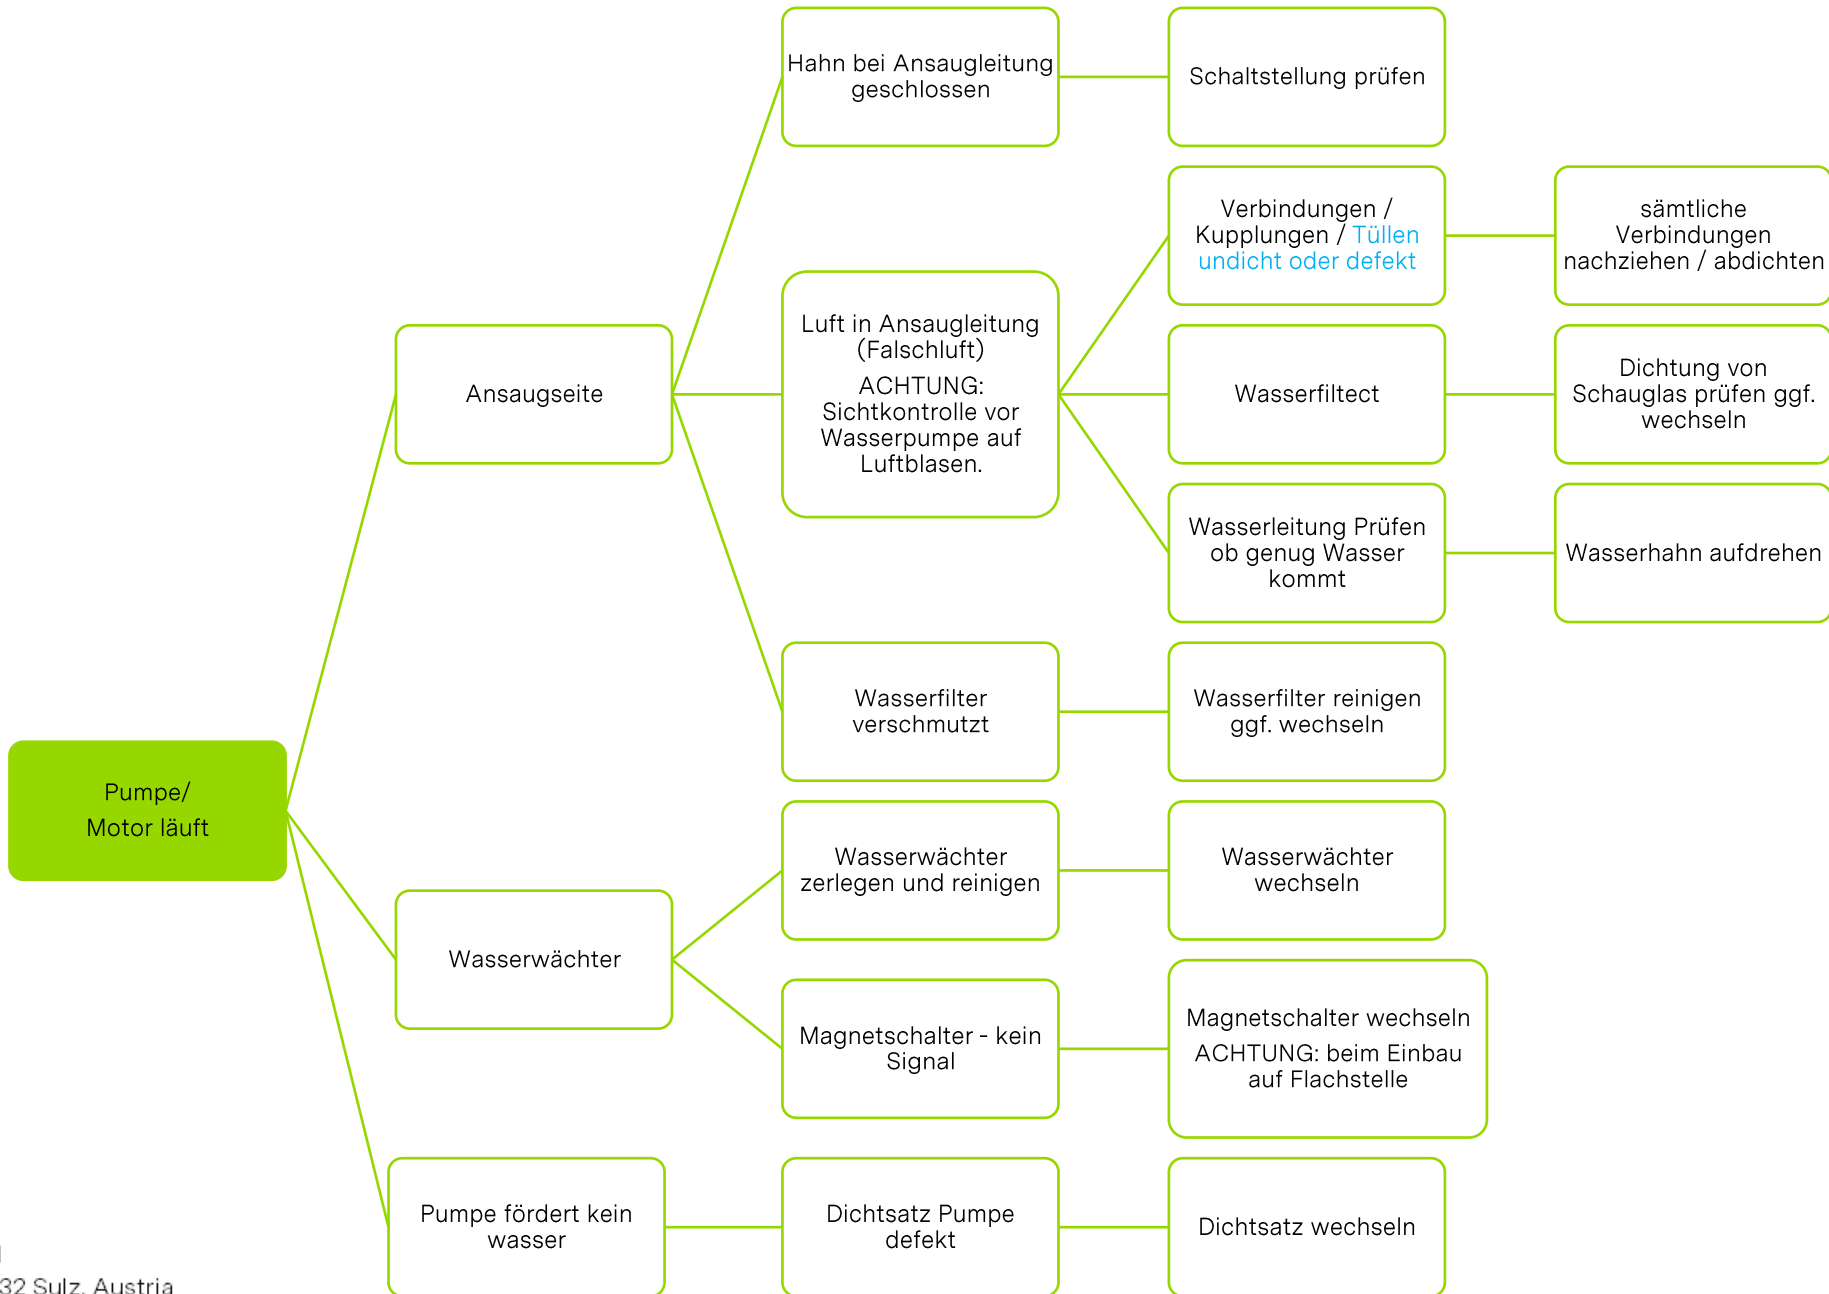 Hahn bei Ansaugleitung
geschlossen
Schaltstellung prüfen
Verbindungen /
Kupplungen / Tüllen
undicht oder defekt
sämtliche
Verbindungen
nachziehen / abdichten
Luft in Ansaugleitung
(Falschluft)
ACHTUNG:
Sichtkontrolle vor
Wasserpumpe auf
Luftblasen.
Ansaugseite
Wasserfiltect
Dichtung von
Schauglas prüfen ggf.
wechseln
Wasserleitung Prüfen
ob genug Wasser
kommt
Wasserhahn aufdrehen
Wasserfilter
verschmutzt
Wasserfilter reinigen
ggf. wechseln
Pumpe/
Motor läuft
Wasserwächter
zerlegen und reinigen
Wasserwächter
wechseln
Wasserwächter
Magnetschalter - kein
Signal
Magnetschalter wechseln
ACHTUNG: beim Einbau
auf Flachstelle
Pumpe fördert kein
wasser
Dichtsatz Pumpe
defekt
Dichtsatz wechseln
32 Sulz, Austria